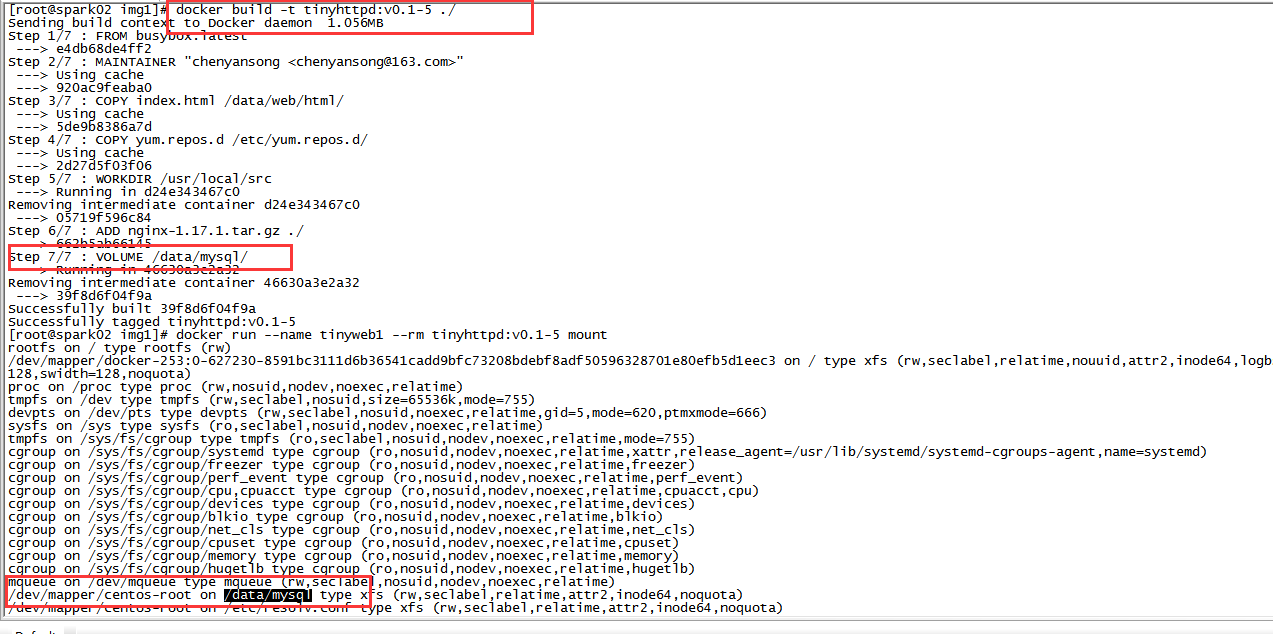 [root@spark02 img1]# docker build -t tinyhttpd:v0.1-5 ./
Sending build context to Docker daemon  1.056MB
Step 1/7 : FROM busybox:latest
 ---> e4db68de4ff2
Step 2/7 : MAINTAINER "chenyansong <chenyansong@163.com>"
 ---> Using cache
 ---> 920ac9feaba0
Step 3/7 : COPY index.html /data/web/html/
 ---> Using cache
 ---> 5de9b8386a7d
Step 4/7 : COPY yum.repos.d /etc/yum.repos.d/
 ---> Using cache
 ---> 2d27d5f03f06
Step 5/7 : WORKDIR /usr/local/src
 ---> Running in d24e343467c0
Removing intermediate container d24e343467c0
 ---> 05719f596c84
Step 6/7 : ADD nginx-1.17.1.tar.gz ./
 ---> 662b5ab66145
Step 7/7 : VOLUME /data/mysql/
 ---> Running in 46630a3e2a32
Removing intermediate container 46630a3e2a32
 ---> 39f8d6f04f9a
Successfully built 39f8d6f04f9a
Successfully tagged tinyhttpd:v0.1-5
[root@spark02 img1]# docker run --name tinyweb1 --rm tinyhttpd:v0.1-5 mount
rootfs on / type rootfs (rw)
/dev/mapper/docker-253:0-627230-8591bc3111d6b36541cadd9bfc73208bdebf8adf50596328701e80efb5d1eec3 on / type xfs (rw,seclabel,relatime,nouuid,attr2,inode64,logb
128,swidth=128,noquota)
proc on /proc type proc (rw,nosuid,nodev,noexec,relatime)
tmpfs on /dev type tmpfs (rw,seclabel,nosuid,size=65536k,mode=755)
devpts on /dev/pts type devpts (rw,seclabel,nosuid,noexec,relatime,gid=5,mode=620,ptmxmode=666)
sysfs on /sys type sysfs (ro,seclabel,nosuid,nodev,noexec,relatime)
tmpfs on /sys/fs/cgroup type tmpfs (ro,seclabel,nosuid,nodev,noexec,relatime,mode=755)
cgroup on /sys/fs/cgroup/systemd type cgroup (ro,nosuid,nodev,noexec,relatime,xattr,release_agent=/usr/lib/systemd/systemd-cgroups-agent,name=systemd)
cgroup on /sys/fs/cgroup/freezer type cgroup (ro,nosuid,nodev,noexec,relatime,freezer)
cgroup on /sys/fs/cgroup/perf_event type cgroup (ro,nosuid,nodev,noexec,relatime,perf_event)
cgroup on /sys/fs/cgroup/cpu,cpuacct type cgroup (ro,nosuid,nodev,noexec,relatime,cpuacct,cpu)
cgroup on /sys/fs/cgroup/devices type cgroup (ro,nosuid,nodev,noexec,relatime,devices)
cgroup on /sys/fs/cgroup/blkio type cgroup (ro,nosuid,nodev,noexec,relatime,blkio)
cgroup on /sys/fs/cgroup/net_cls type cgroup (ro,nosuid,nodev,noexec,relatime,net_cls)
cgroup on /sys/fs/cgroup/cpuset type cgroup (ro,nosuid,nodev,noexec,relatime,cpuset)
cgroup on /sys/fs/cgroup/memory type cgroup (ro,nosuid,nodev,noexec,relatime,memory)
cgroup on /sys/fs/cgroup/hugetlb type cgroup (ro,nosuid,nodev,noexec,relatime,hugetlb)
mqueue on /dev/mqueue type mqueue (rw,seclabel,nosuid,nodev,noexec,relatime)
/dev/mapper/centos-root on /data/mysql type xfs (rw,seclabel,relatime,attr2,inode64,noquota)
/dev/mapper/centos-root on /etc/resolv.conf type xfs (rw,seclabel,relatime,attr2,inode64,noquota)